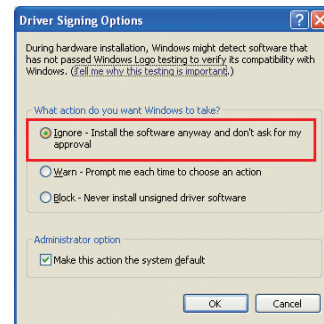 Driver Signing Options
During hardware installation, Windows might detect software that
has not passed Windows Logo testing to verify its compatibility with
Windows. (Tell me why this testing is important.)
What action do you want Windows to take?
Ignore - Install the software anyway and don't ask for my
approval
Warn - Prompt me each time to choose an action
Block - Never install unsigned driver software
Administrator option
Make this action the system default
OK Cancel